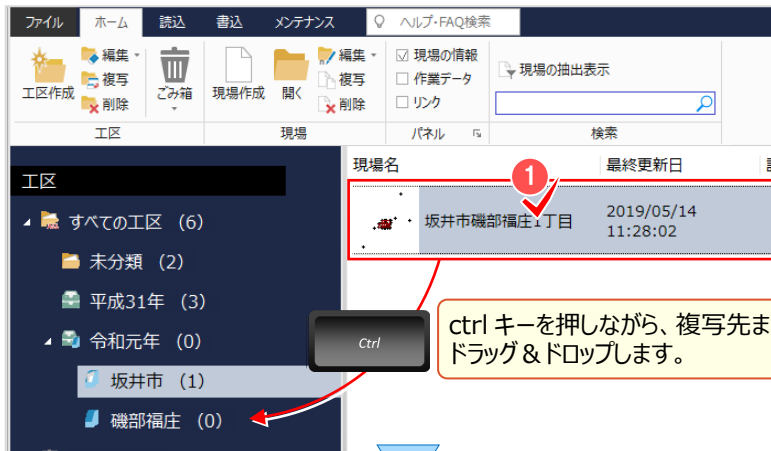 ファイル ホーム 読込 書込 メンテナンス ヘルプ・FAQ検索
工区作成 編集 複写 削除 ごみ箱 現場作成 開く 編集 複写 削除
現場の情報 作業データ リンク 現場の抽出表示
工区 現場 パネル 検索
工区
すべての工区 (6)
未分類 (2)
平成31年 (3)
令和元年 (0)
坂井市 (1)
磯部福庄 (0)
現場名 最終更新日
1
坂井市磯部福庄1丁目 2019/05/14
11:28:02
Ctrl
ctrl キーを押しながら、複写先ま
ドラッグ＆ドロップします。